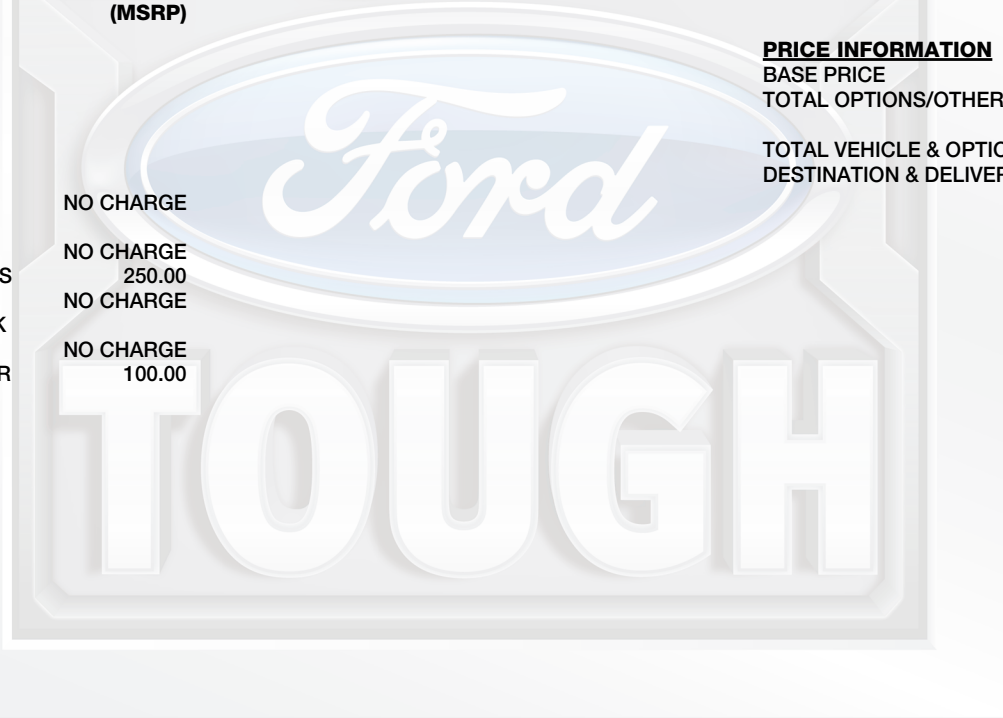 (MSRP)
NO CHARGE
NO CHARGE
S 250.00
NO CHARGE
K
NO CHARGE
R 100.00
PRICE INFORMATION
BASE PRICE
TOTAL OPTIONS/OTHER
TOTAL VEHICLE & OPTIO
DESTINATION & DELIVER
Ford
TOUGH